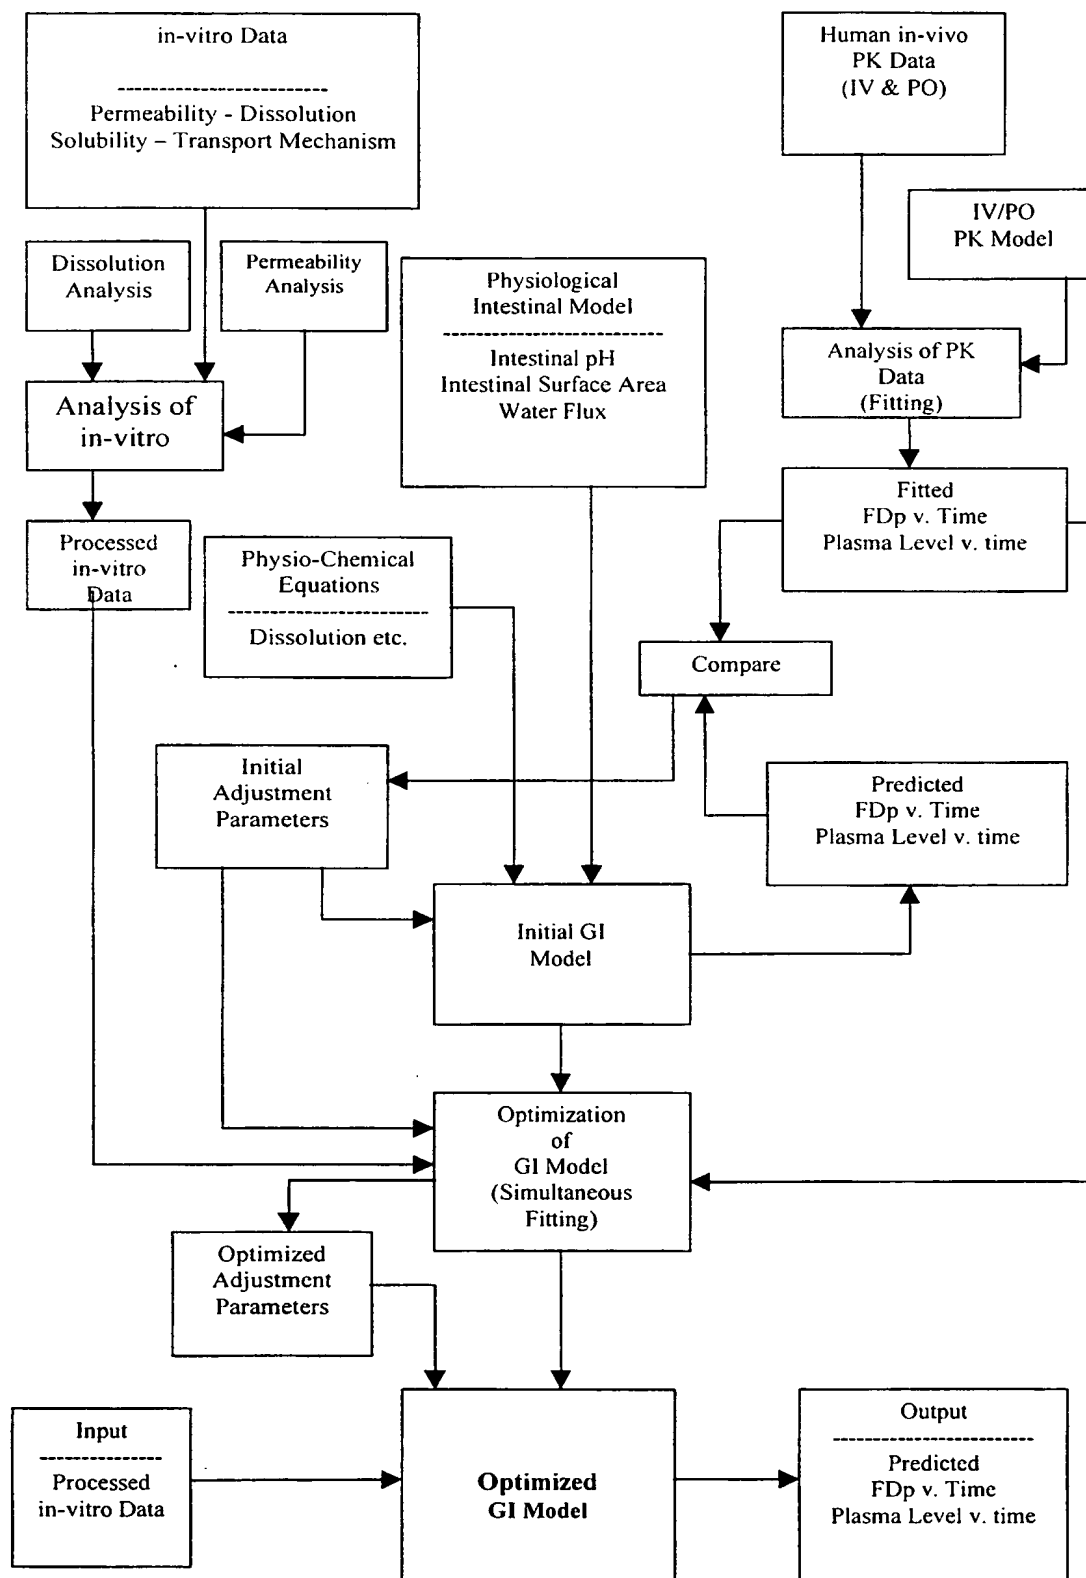 in-vitro Data
Permeability - Dissolution
Solubility – Transport Mechanism
Human in-vivo
PK Data
(IV & PO)
IV/PO
PK Model
Dissolution
Analysis
Permeability
Analysis
Physiological
Intestinal Model
Intestinal pH
Intestinal Surface Area
Water Flux
Analysis of PK
Data
(Fitting)
Analysis of
in-vitro
Fitted
FDp v. Time
Plasma Level v. time
Processed
in-vitro
Data
Physio-Chemical
Equations
Dissolution etc.
Compare
Initial
Adjustment
Parameters
Predicted
FDp v. Time
Plasma Level v. time
Initial GI
Model
Optimization
of
GI Model
(Simultaneous
Fitting)
Optimized
Adjustment
Parameters
Input
Processed
in-vitro Data
Optimized
GI Model
Output
Predicted
FDp v. Time
Plasma Level v. time